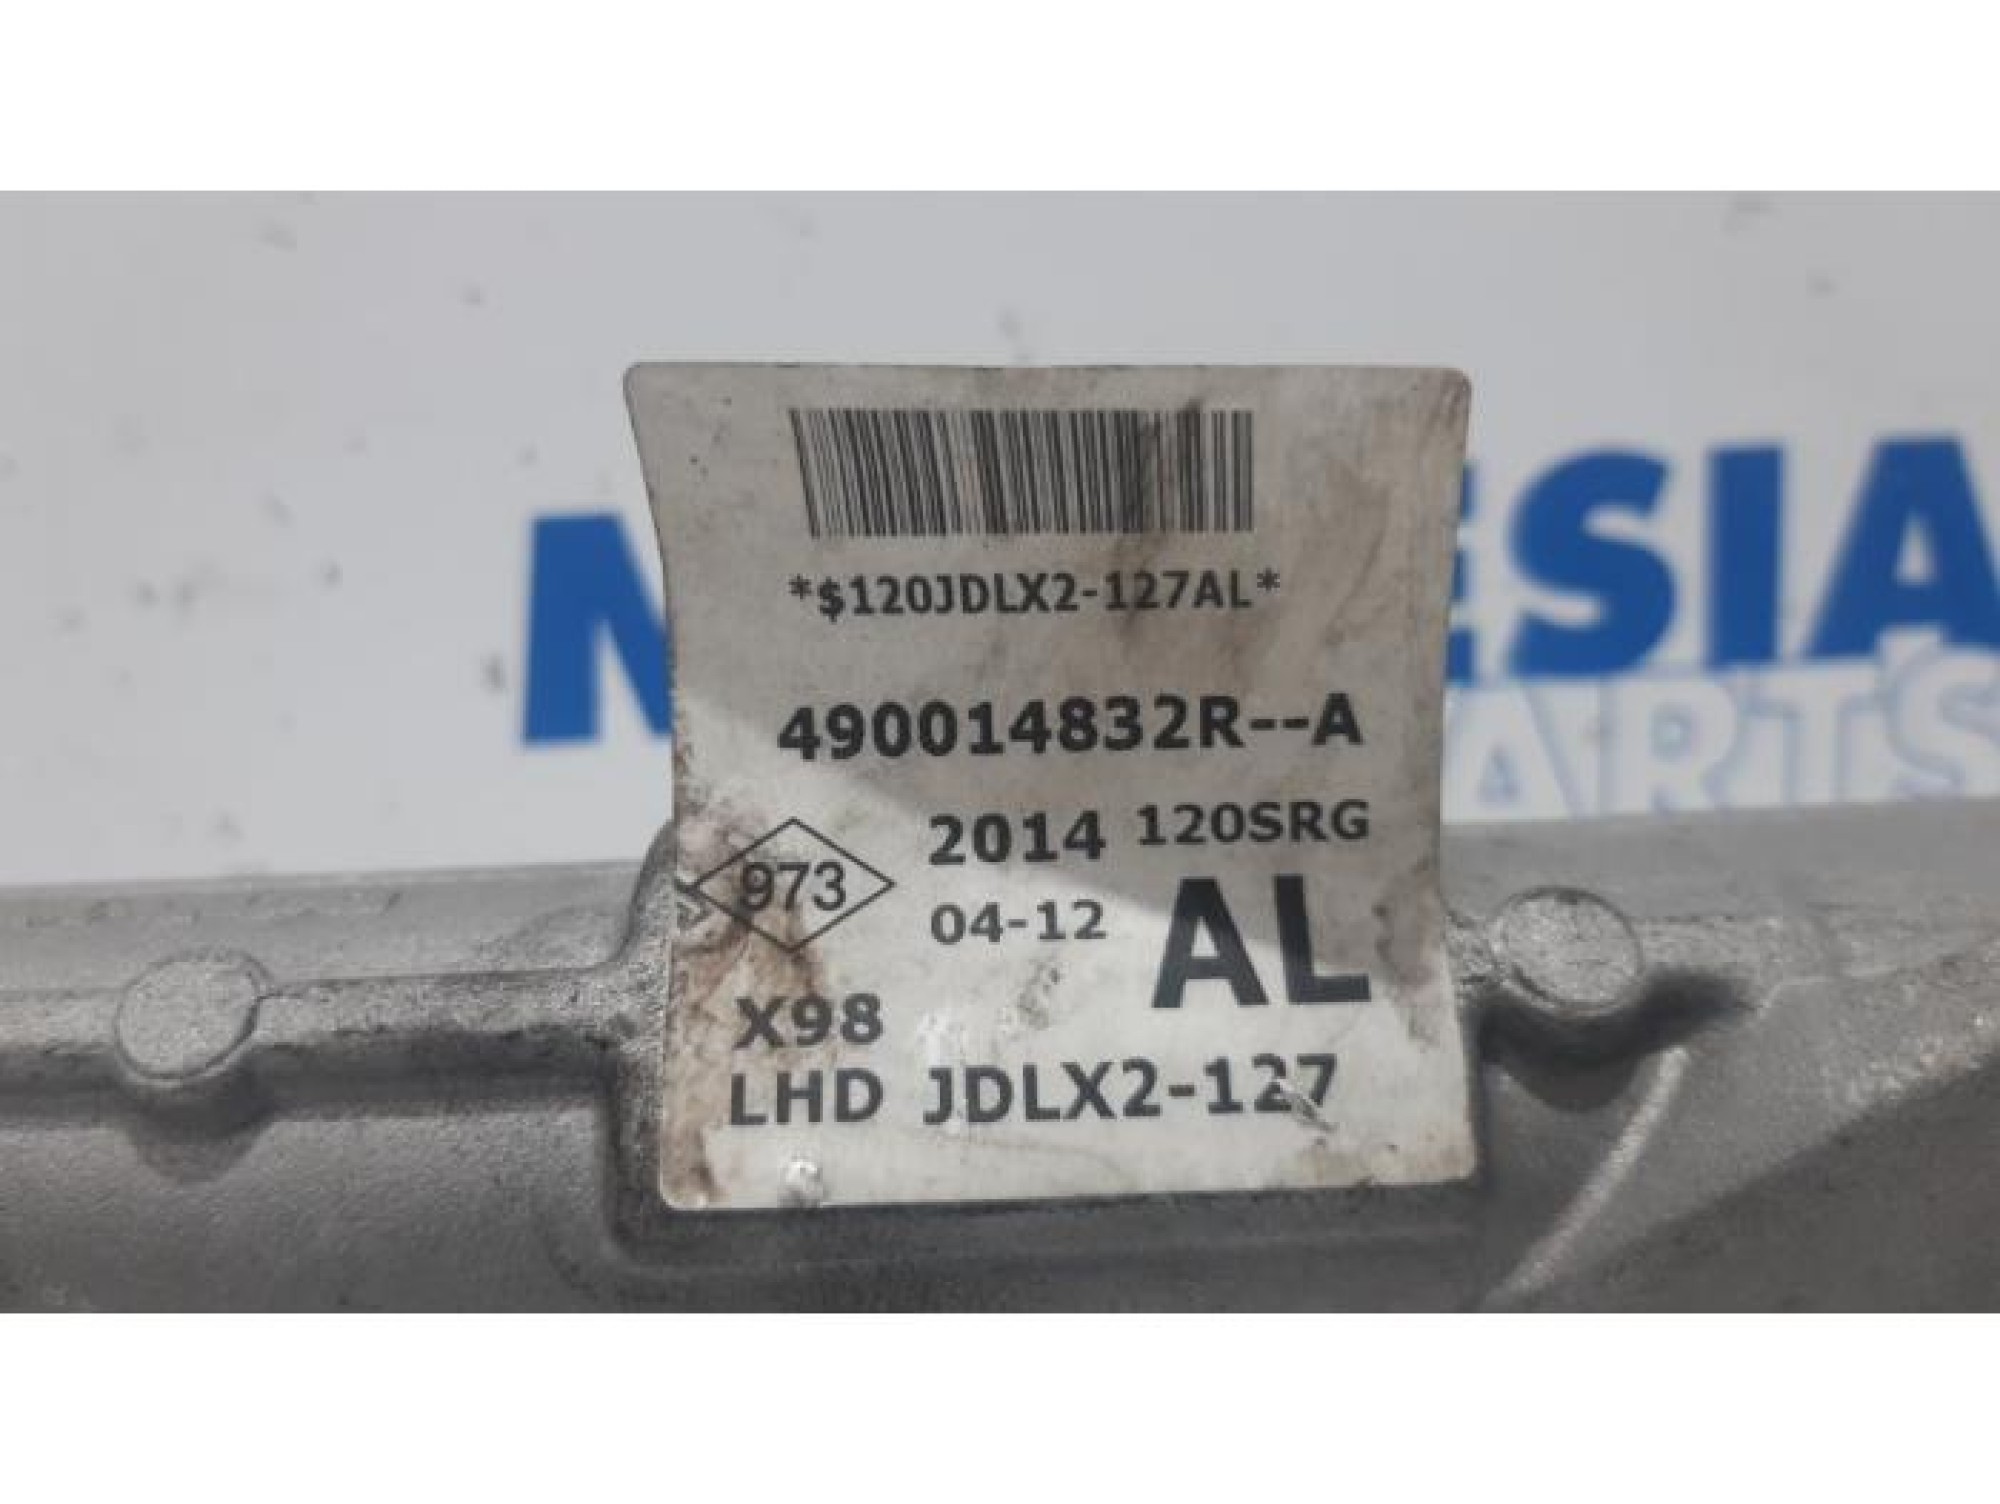 *$120JDLX2-127AL*
490014832R--A
973 2014 120SRG
04-12 AL
X98
LHD JDLX2-127